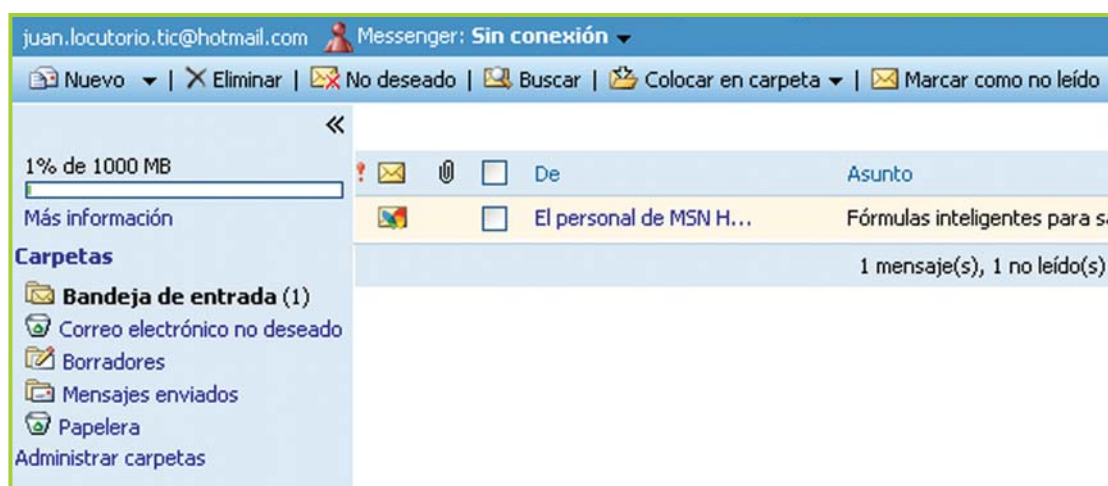 juan.locutorio.tic@hotmail.com Messenger: Sin conexión
Nuevo | Eliminar | No deseado | Buscar | Colocar en carpeta | Marcar como no leído
«
1% de 1000 MB
Más información
Carpetas
Bandeja de entrada (1)
Correo electrónico no deseado
Borradores
Mensajes enviados
Papelera
Administrar carpetas
! De Asunto
El personal de MSN H... Fórmulas inteligentes para
1 mensaje(s), 1 no leído(s)